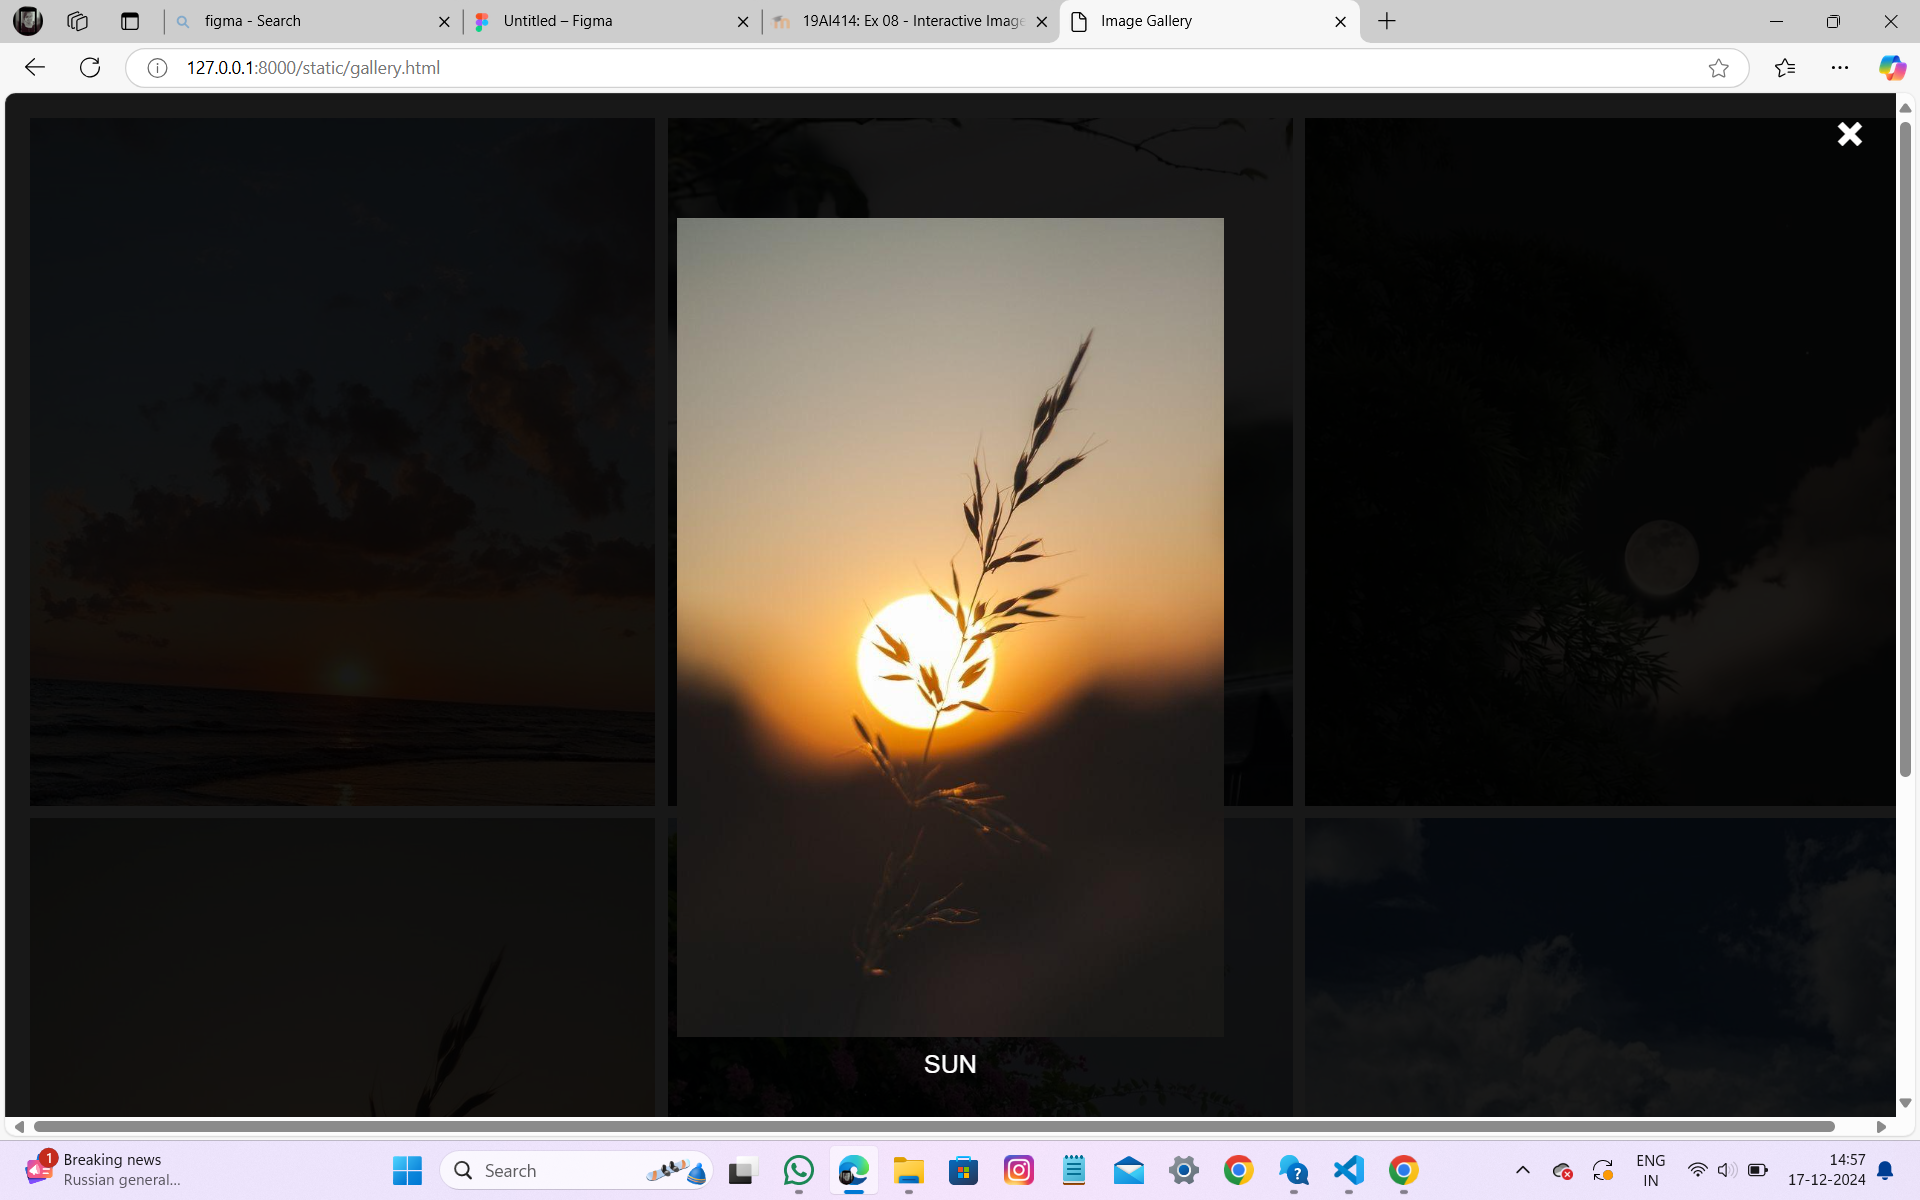 figma - Search
Untitled – Figma
19AI414: Ex 08 - Interactive Image
Image Gallery
127.0.0.1:8000/static/gallery.html
SUN
1
Breaking news
Russian general...
Search
ENG
IN
14:57
17-12-2024